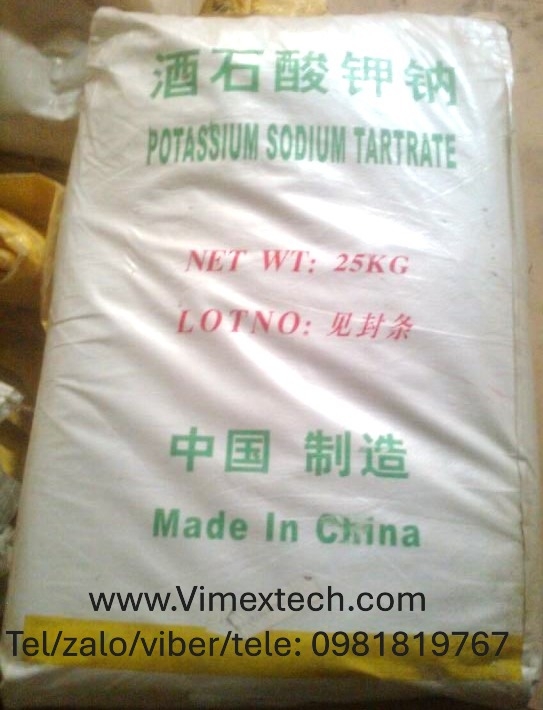 酒石酸钾钠
POTASSIUM SODIUM TARTRATE
NET WT: 25KG
LOTNO: 见封条
中国 制造
Made In China
www.Vimextech.com
Tel/zalo/viber/tele: 0981819767